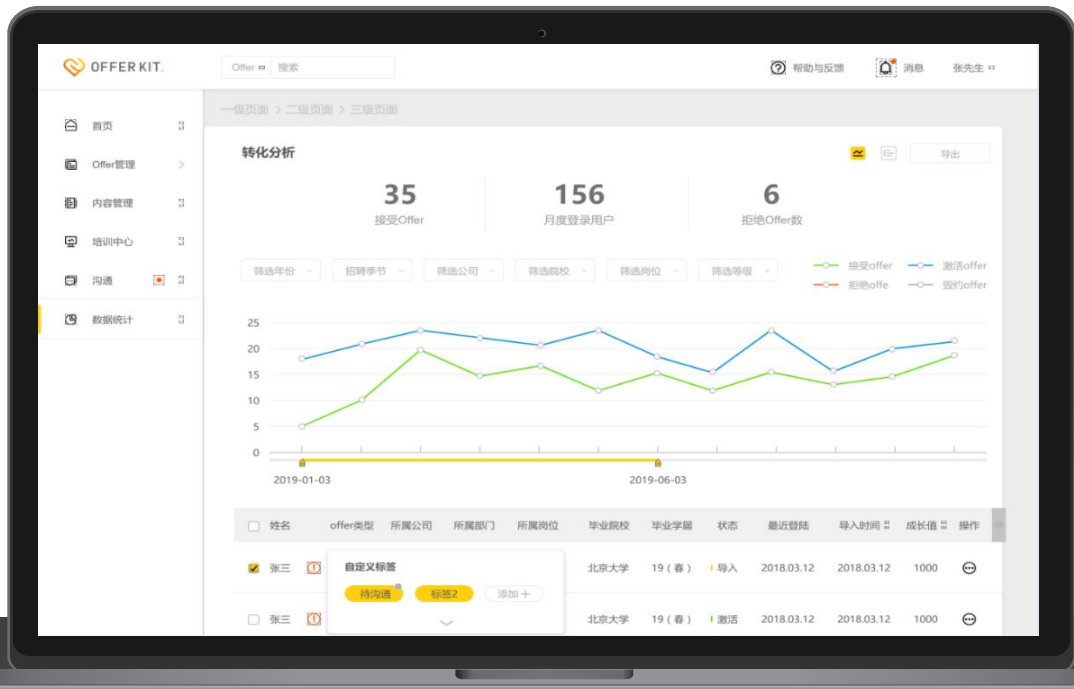 OFFER KIT.
Offer 搜索
帮助与反馈 消息 张先生
一级页面 > 二级页面 > 三级页面
首页
Offer管理
内容管理
培训中心
沟通
数据统计
转化分析
导出
35 156 6
接受Offer 月度登录用户 拒绝Offer数
筛选年份 招聘季节 筛选公司 筛选院校 筛选岗位 筛选等级
接受offer 激活offer
拒绝offe 毁约offer
25
20
15
10
5
0
2019-01-03 2019-06-03
姓名 offer类型 所属公司 所属部门 所属岗位 毕业院校 毕业学届 状态 最近登陆 导入时间 成长值 操作
张三 北京大学 19（春） 导入 2018.03.12 2018.03.12 1000
自定义标签
待沟通 标签2 添加＋
张三 北京大学 19（春） 激活 2018.03.12 2018.03.12 1000